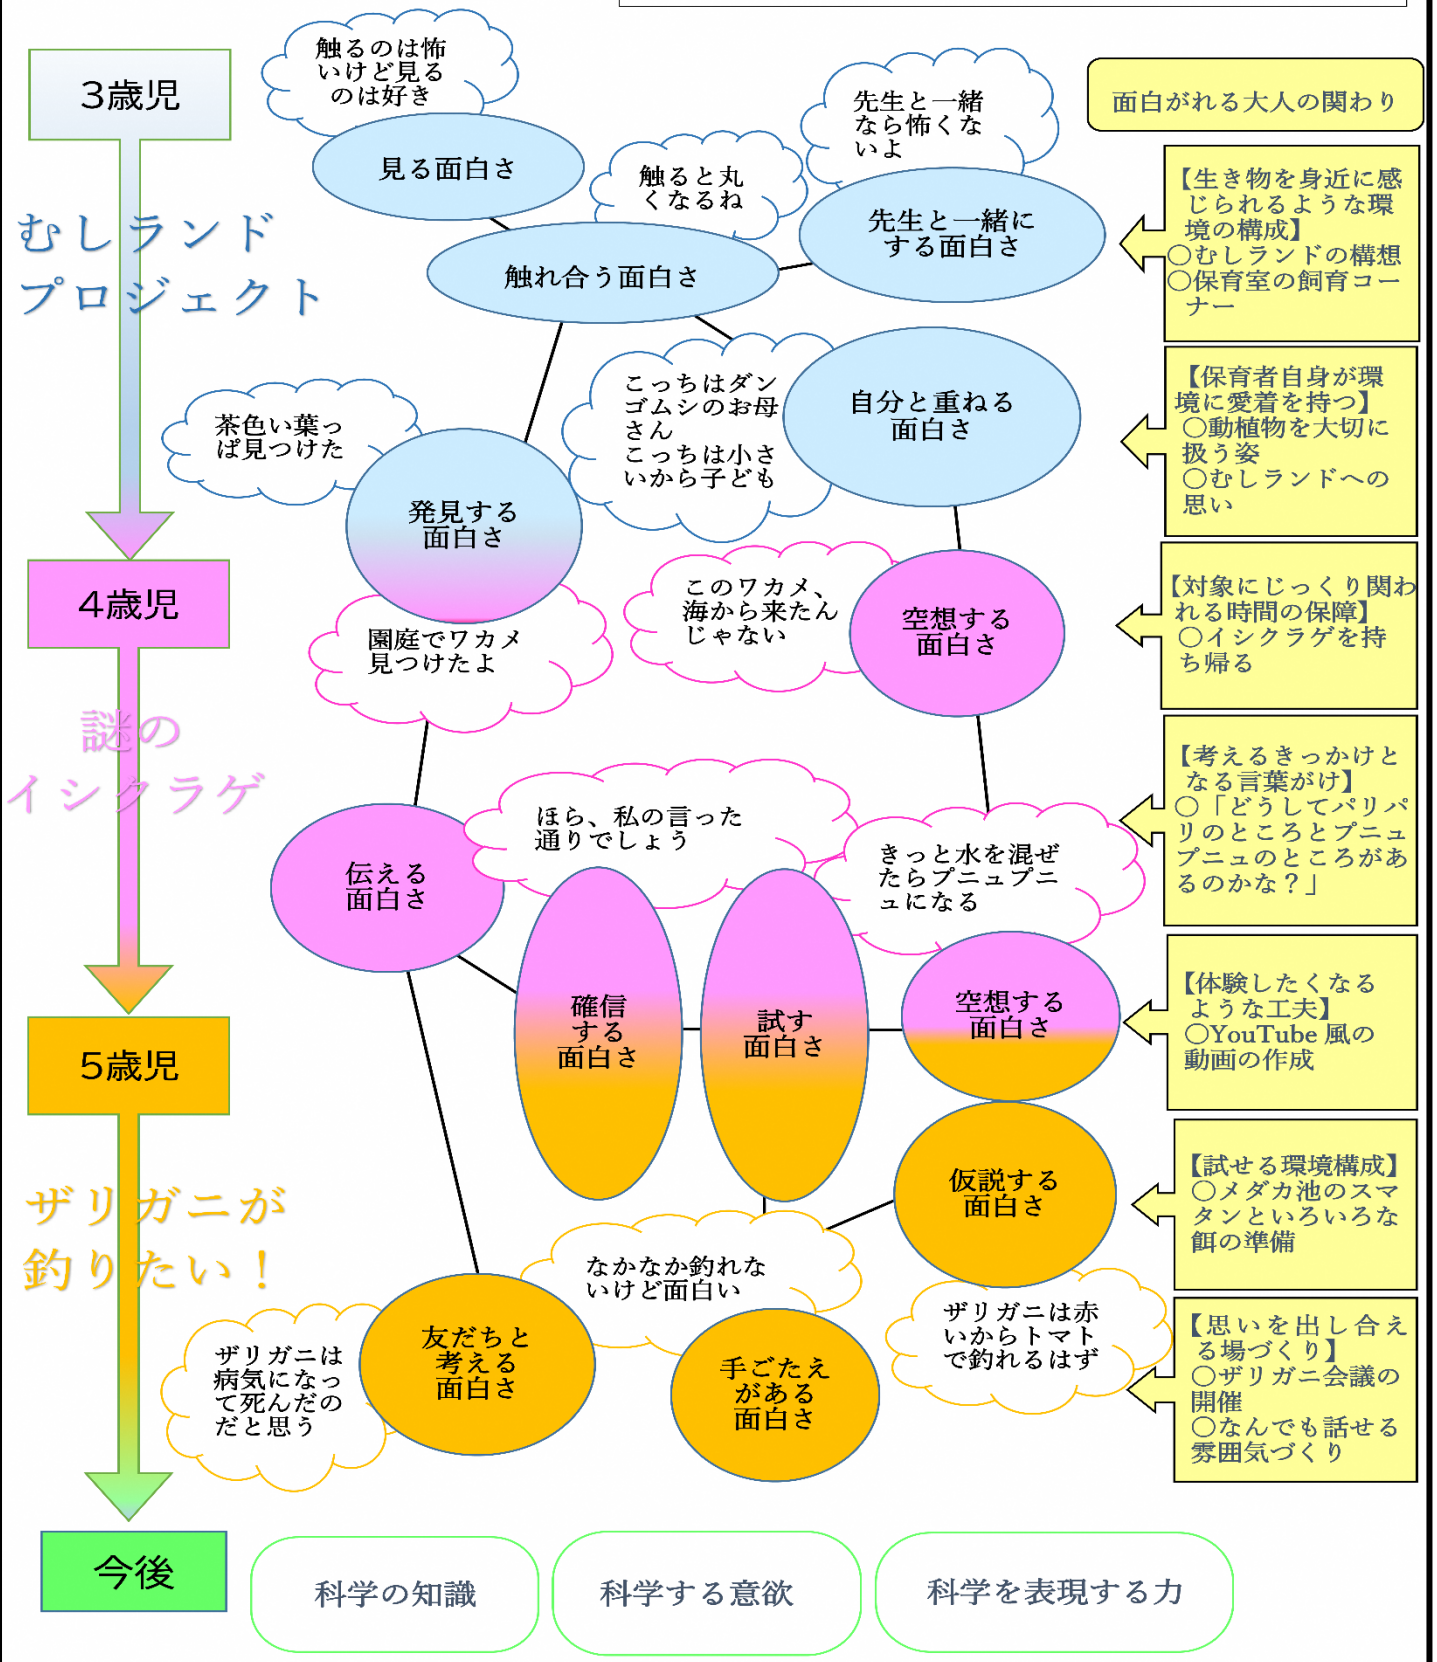 3歳児
むしランド
プロジェクト
4歳児
謎の
イシクラゲ
5歳児
ザリガニが
釣りたい！
今後
触るのは怖
いけど見る
のは好き
見る面白さ
触ると丸
くなるね
触れ合う面白さ
先生と一緒
なら怖くな
いよ
先生と一緒に
する面白さ
茶色い葉っ
ぱ見つけた
発見する
面白さ
こっちはダン
ゴムシのお母
さん
こっちは小さ
いから子ども
自分と重ねる
面白さ
園庭でワカメ
見つけたよ
このワカメ、
海から来たん
じゃない
空想する
面白さ
伝える
面白さ
ほら、私の言った
通りでしょう
きっと水を混ぜ
たらプニュプニ
ュになる
確信
する
面白さ
試す
面白さ
空想する
面白さ
仮説する
面白さ
なかなか釣れな
いけど面白い
ザリガニは赤
いからトマト
で釣れるはず
ザリガニは
病気になっ
て死んだの
だと思う
友だちと
考える
面白さ
手ごたえ
がある
面白さ
面白がれる大人の関わり
【生き物を身近に感
じられるような環
境の構成】
〇むしランドの構想
〇保育室の飼育コー
ナー
【保育者自身が環
境に愛着を持つ】
〇動植物を大切に
扱う姿
〇むしランドへの
思い
【対象にじっくり関わ
れる時間の保障】
〇イシクラゲを持
ち帰る
【考えるきっかけと
なる言葉がけ】
〇「どうしてパリパ
リのところとプニュ
プニュのところがあ
るのかな？」
【体験したくなる
ような工夫】
〇YouTube 風の
動画の作成
【試せる環境構成】
〇メダカ池のスマ
タンといろいろな
餌の準備
【思いを出し合え
る場づくり】
〇ザリガニ会議の
開催
〇なんでも話せる
雰囲気づくり
科学の知識
科学する意欲
科学を表現する力